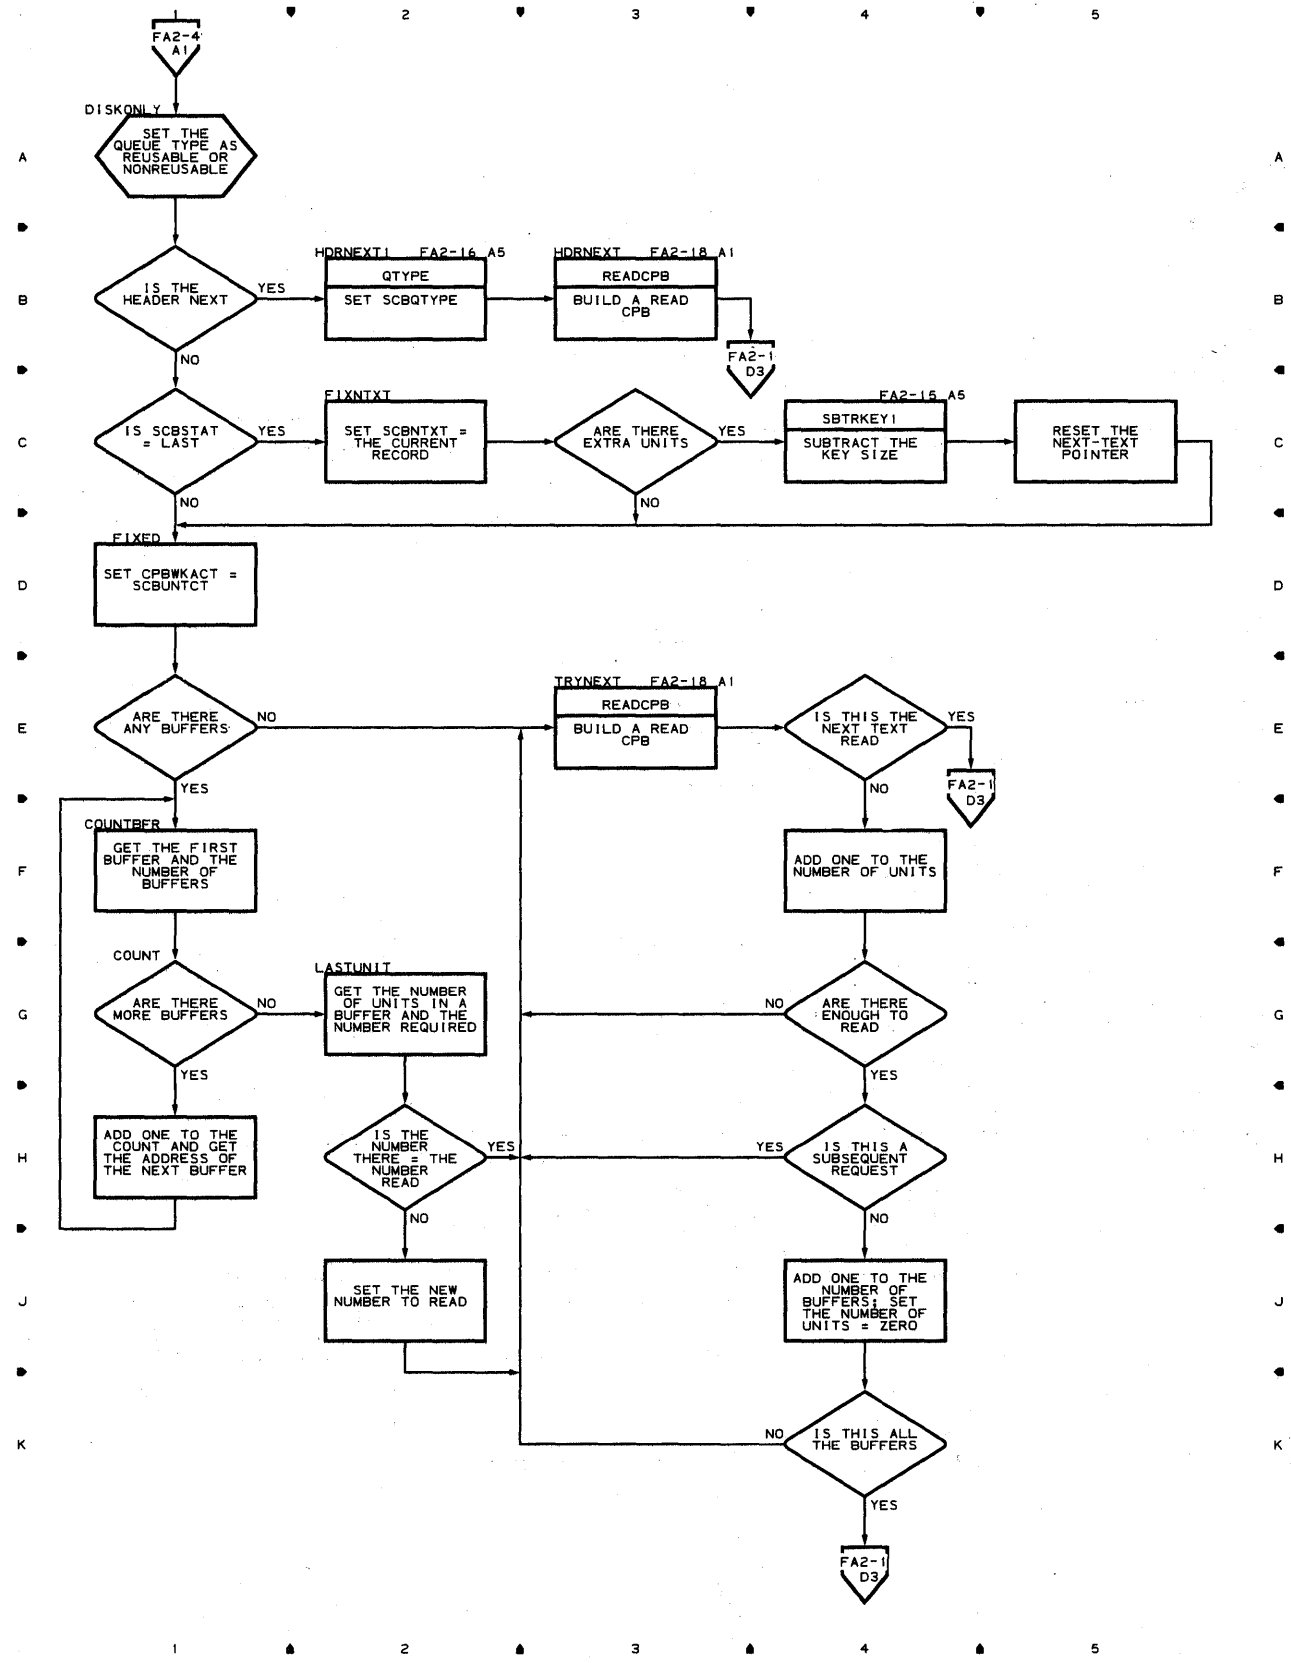 2 3 4 5
FA2-4
A1
DISKONLY
SET THE
QUEUE TYPE AS
REUSABLE OR
NONREUSABLE
A A
HDRNEXT1 FA2-16 A5
HDRNEXT FA2-18 A1
IS THE
HEADER NEXT
YES
QTYPE
SET SCBQTYPE
READCPB
BUILD A READ
CPB
B B
NO
FA2-1
D3
IS SCBSTAT
= LAST
YES
FIXNTXT
SET SCBNTXT =
THE CURRENT
RECORD
ARE THERE
EXTRA UNITS
YES
FA2-15 A5
SBTRKEY1
SUBTRACT THE
KEY SIZE
RESET THE
NEXT-TEXT
POINTER
C C
NO
NO
FIXED
SET CPBWKACT =
SCBUNTCT
D D
ARE THERE
ANY BUFFERS
NO
TRYNEXT FA2-18 A1
READCPB
BUILD A READ
CPB
IS THIS THE
NEXT TEXT
READ
YES
E E
YES
NO
FA2-1
D3
COUNTBFR
GET THE FIRST
BUFFER AND THE
NUMBER OF
BUFFERS
ADD ONE TO THE
NUMBER OF UNITS
F F
COUNT
ARE THERE
MORE BUFFERS
NO
LASTUNIT
GET THE NUMBER
OF UNITS IN A
BUFFER AND THE
NUMBER REQUIRED
NO
ARE THERE
ENOUGH TO
READ
G G
YES
YES
ADD ONE TO THE
COUNT AND GET
THE ADDRESS OF
THE NEXT BUFFER
IS THE
NUMBER
THERE = THE
NUMBER
READ
YES
YES
IS THIS A
SUBSEQUENT
REQUEST
H H
NO
NO
SET THE NEW
NUMBER TO READ
ADD ONE TO THE
NUMBER OF
BUFFERS; SET
THE NUMBER OF
UNITS = ZERO
J J
NO
IS THIS ALL
THE BUFFERS
K K
YES
FA2-1
D3
1 2 3 4 5